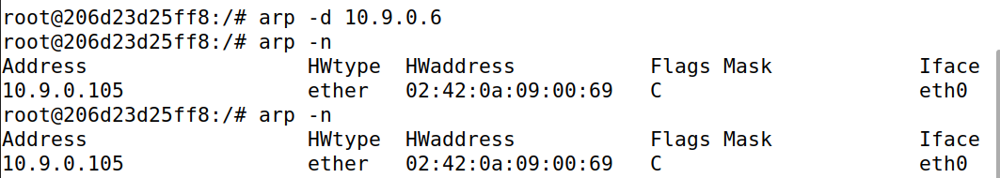 root@206d23d25ff8:/# arp -d 10.9.0.6
root@206d23d25ff8:/# arp -n
Address                  HWtype  HWaddress           Flags Mask            Iface
10.9.0.105               ether   02:42:0a:09:00:69   C                     eth0
root@206d23d25ff8:/# arp -n
Address                  HWtype  HWaddress           Flags Mask            Iface
10.9.0.105               ether   02:42:0a:09:00:69   C                     eth0